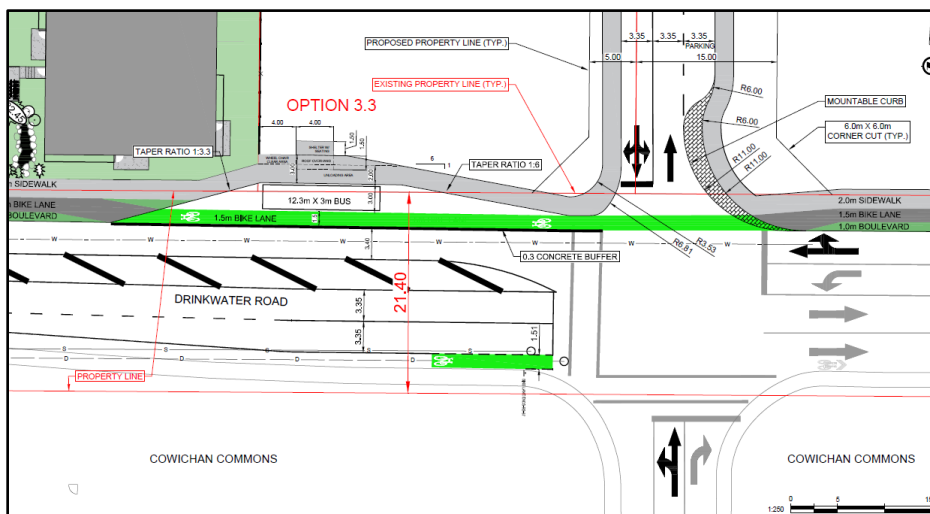 3.35 3.35 3.35
PARKING
PROPOSED PROPERTY LINE (TYP.)
5.00
15.00
EXISTING PROPERTY LINE (TYP.)
R6.00
MOUNTABLE CURB
OPTION 3.3
R6.00
6.0m X 6.0m
CORNER CUT (TYP.)
4.00 4.00
1.50
TAPER RATIO 1:3.3
6
1
TAPER RATIO 1:6
R11.00
R11.00
SIDEWALK
12.3m X 3m BUS
3.00
2.0m SIDEWALK
BIKE LANE
1.5m BIKE LANE
1.5m BIKE LANE
BOULEVARD
1.0m BOULEVARD
R3.53
R6.81
W W W W W W W
3.40
0.3 CONCRETE BUFFER
21.40
DRINKWATER ROAD
3.35
3.35
1.51
S S S S
D D D D
PROPERTY LINE
COWICHAN COMMONS
COWICHAN COMMONS
0 5 15
1:250